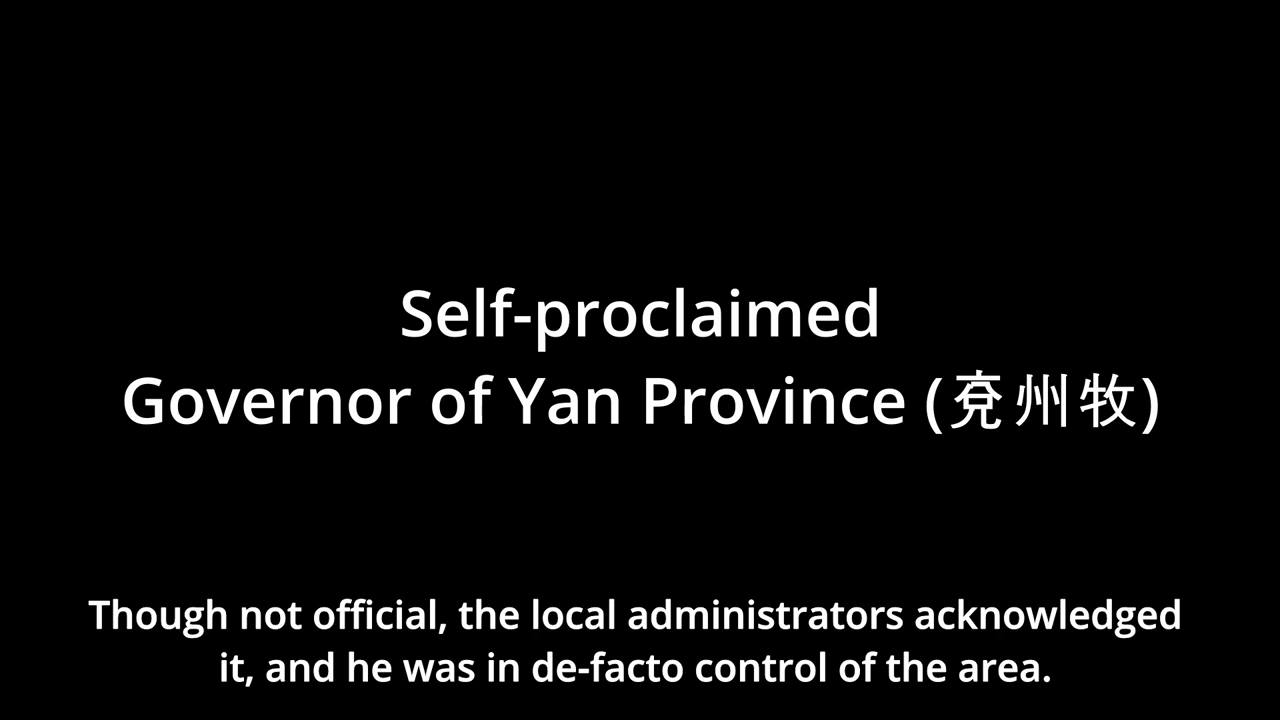 Self-proclaimed
Governor of Yan Province (兗州牧)
Though not official, the local administrators acknowledged
it, and he was in de-facto control of the area.